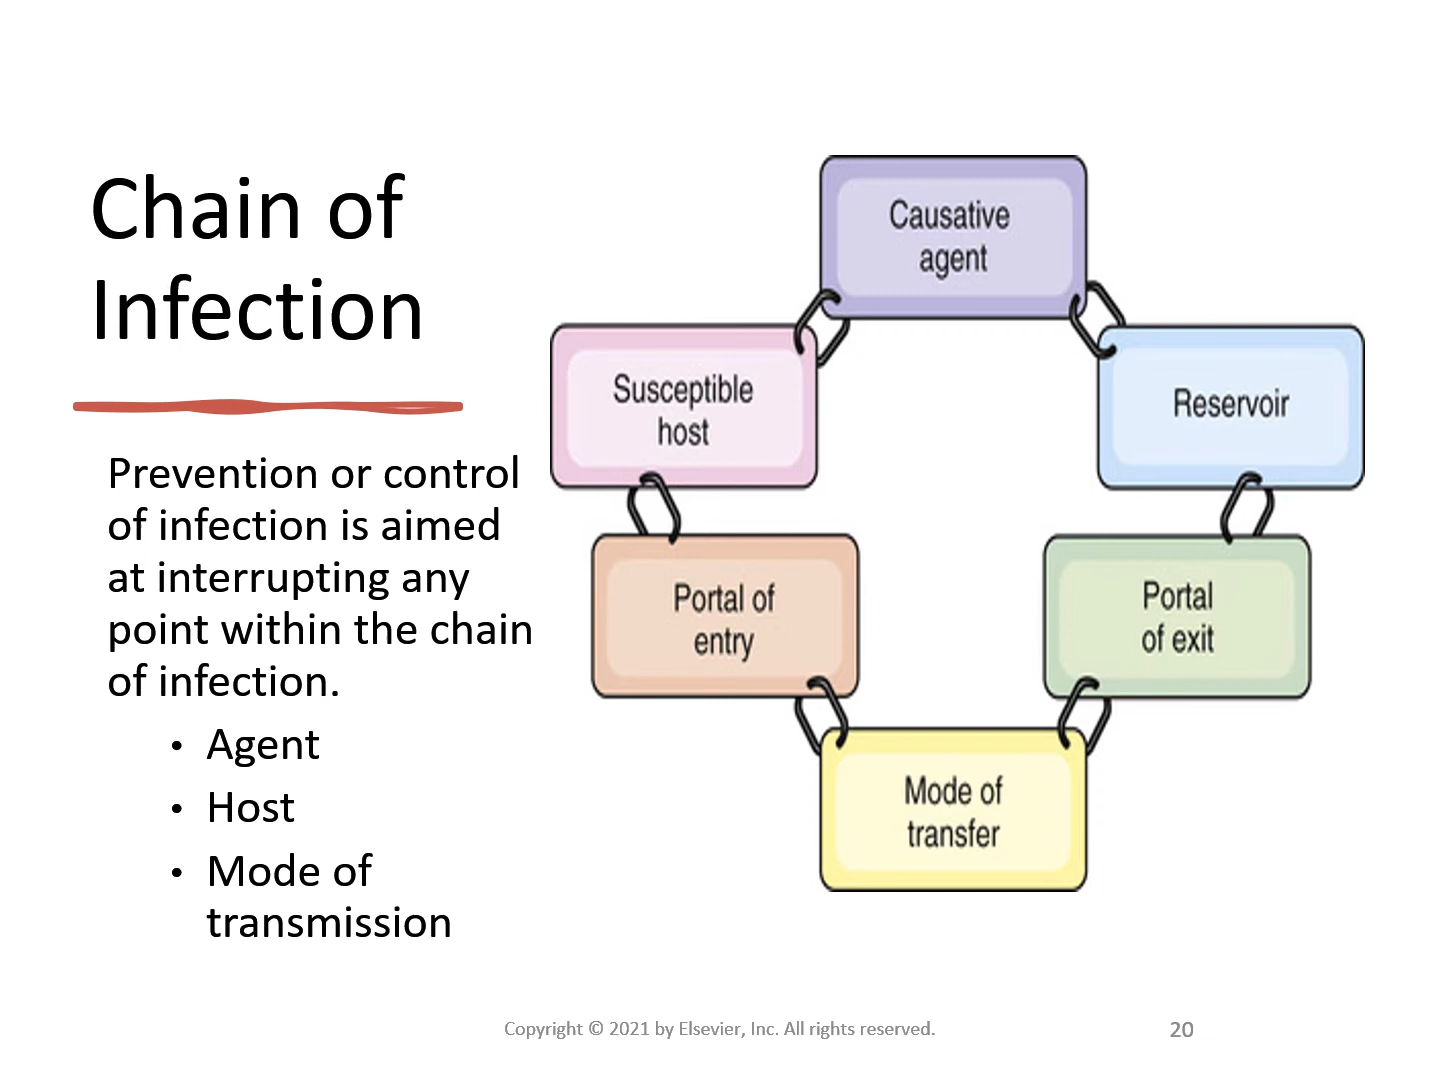 Chain of
Infection
Prevention or control
of infection is aimed
at interrupting any
point within the chain
of infection.
• Agent
• Host
• Mode of
transmission
Causative
agent
Reservoir
Portal
of exit
Mode of
transfer
Portal of
entry
Susceptible
host
Copyright © 2021 by Elsevier, Inc. All rights reserved.
20